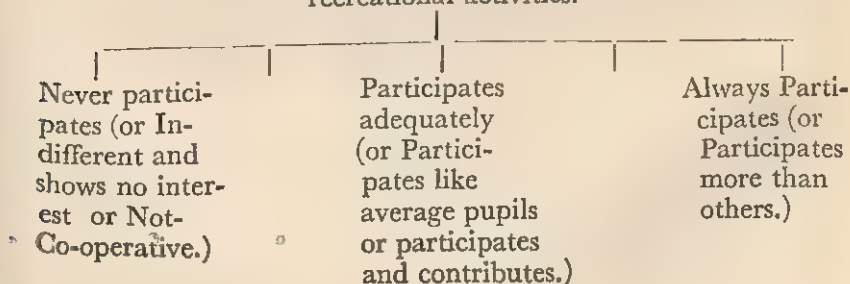 recreational activities.
Never partici-
pates (or In-
different and
shows no inter-
est or Not-
Co-operative.)
Participates
adequately
(or Partici-
pates like
average pupils
or participates
and contributes.)
Always Parti-
cipates (or
Participates
more than
others.)